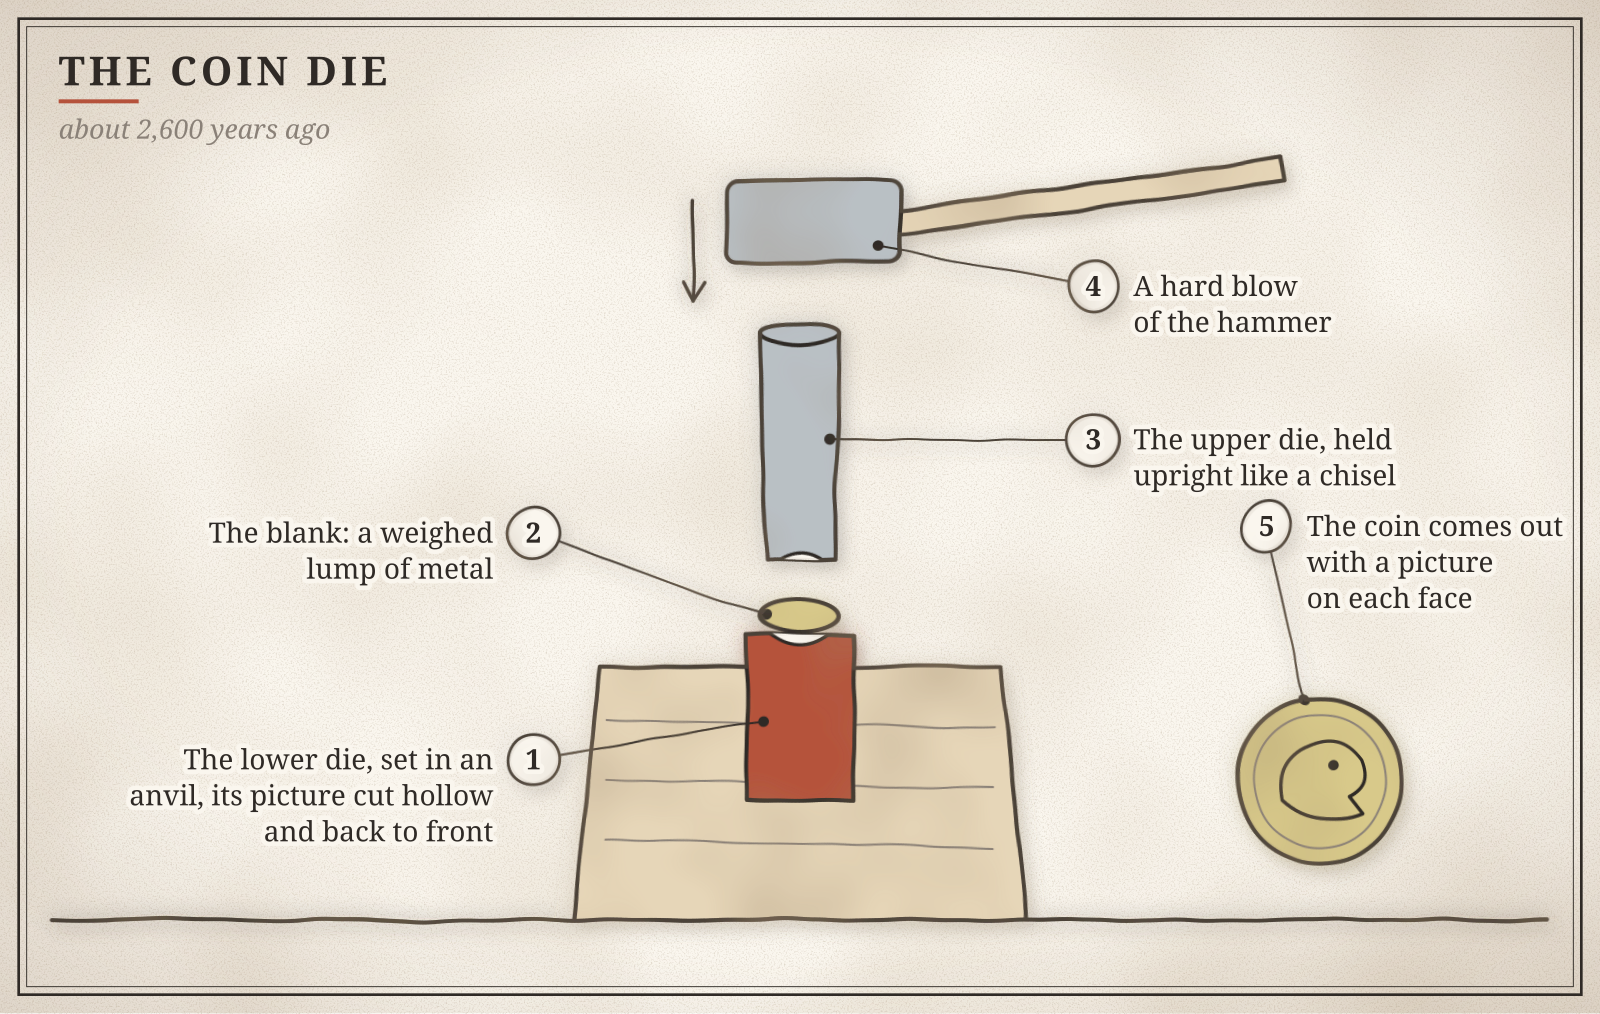 THE COIN DIE
about 2,600 years ago
4 A hard blow
of the hammer
3 The upper die, held
upright like a chisel
2 The blank: a weighed
lump of metal
5 The coin comes out
with a picture
on each face
1 The lower die, set in an
anvil, its picture cut hollow
and back to front